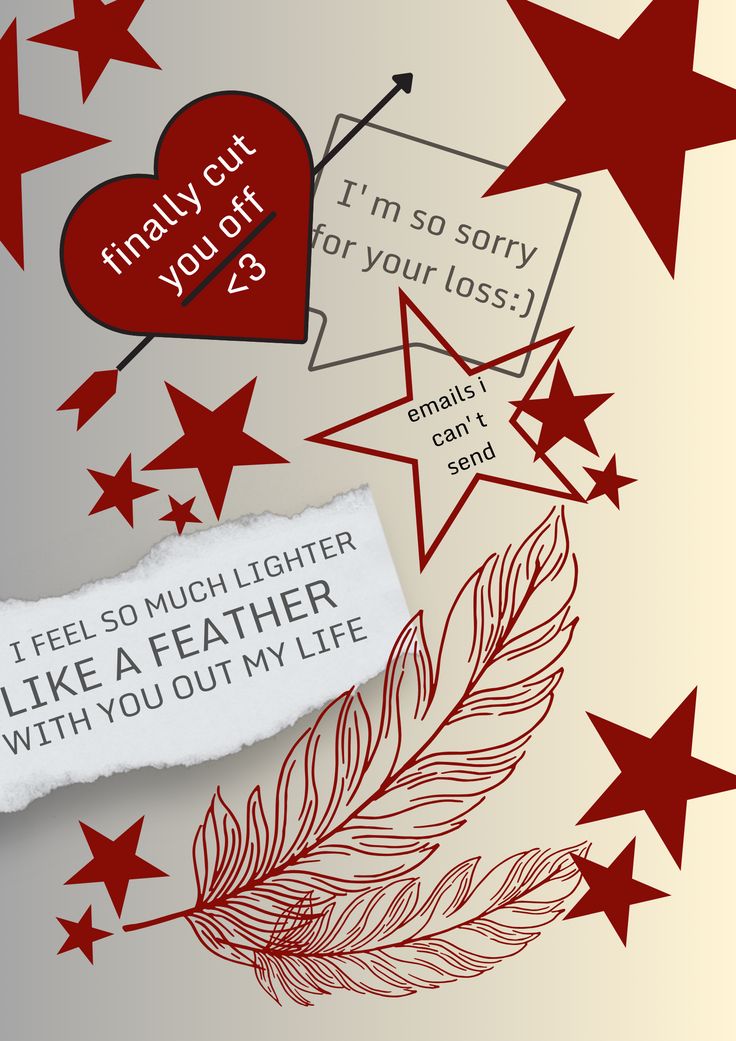 finally cut
you off
<3
I'm so sorry
for your loss:)
emails i
can't
send
I FEEL SO MUCH LIGHTER
LIKE A FEATHER
WITH YOU OUT MY LIFE